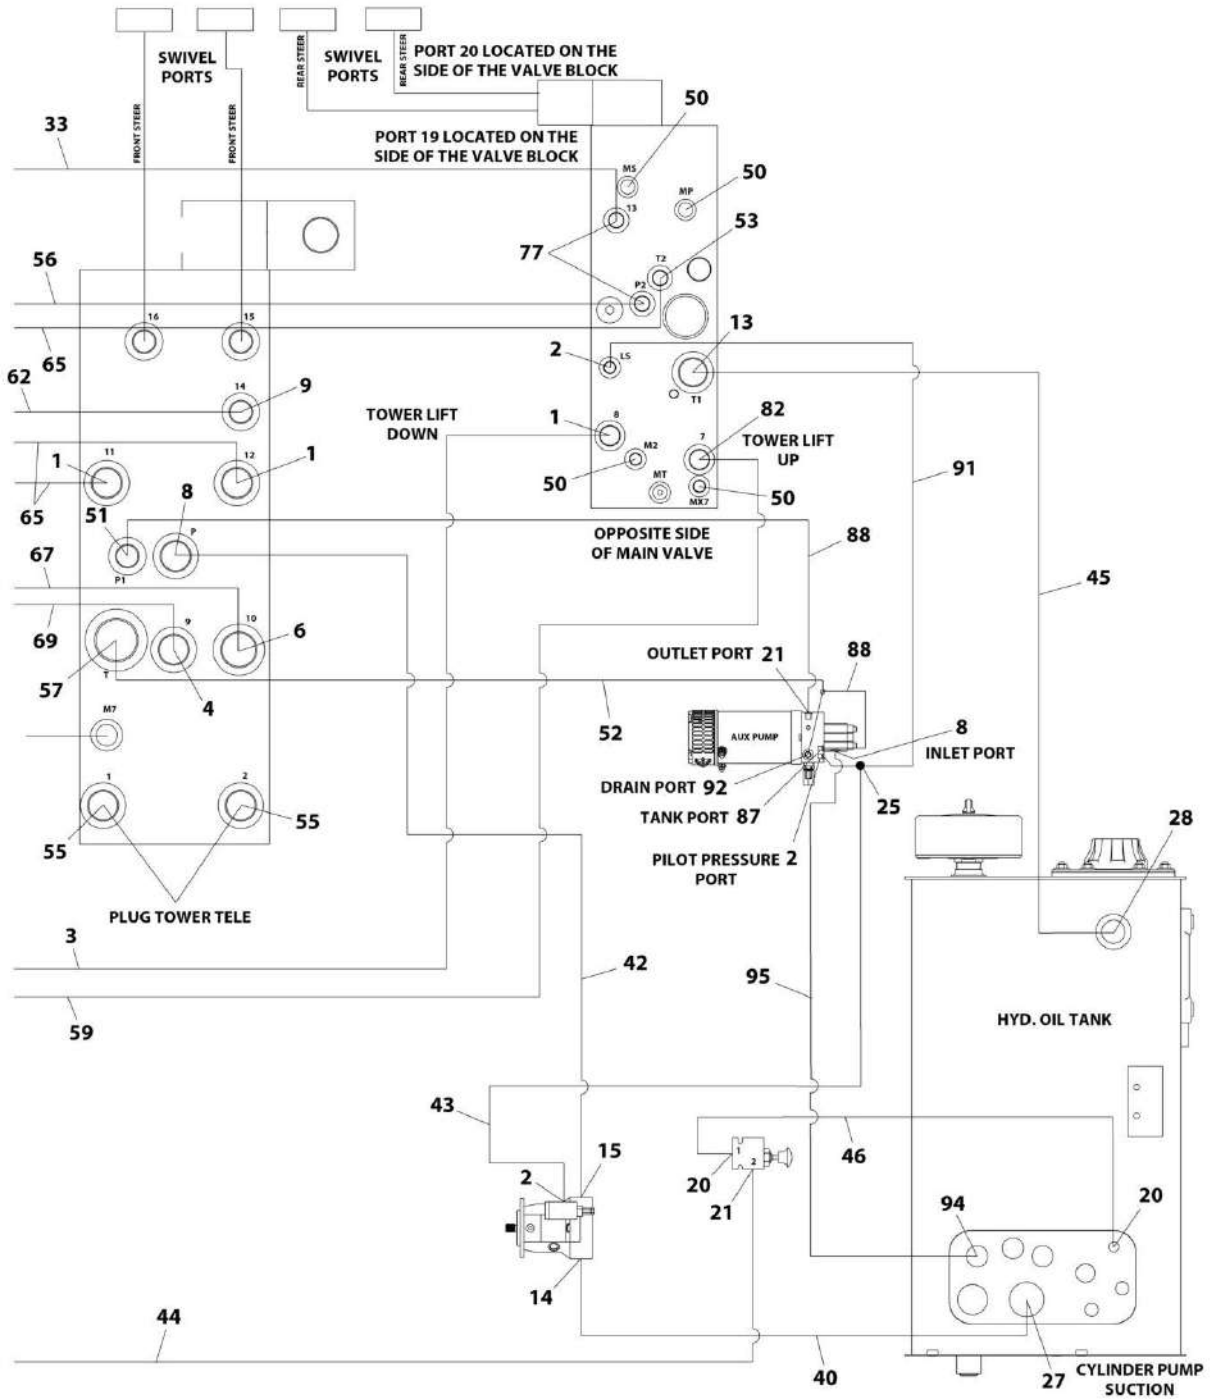 SWIVEL
PORTS
REAR STEER
SWIVEL
PORTS
REAR STEER
PORT 20 LOCATED ON THE
SIDE OF THE VALVE BLOCK
FRONT STEER
FRONT STEER
33
PORT 19 LOCATED ON THE
SIDE OF THE VALVE BLOCK
50
MS
MP
50
13
77
53
T2
56
P2
16
15
65
2
LS
13
T1
62
14
9
TOWER LIFT
DOWN
1
8
7
82
TOWER LIFT
UP
M2
50
MT
MX7
50
91
1
11
12
1
65
51
8
P
P1
OPPOSITE SIDE
OF MAIN VALVE
88
67
45
69
9
10
6
57
T
4
OUTLET PORT 21
88
52
M7
AUX PUMP
8
INLET PORT
DRAIN PORT 92
25
TANK PORT 87
28
1
2
55
55
PILOT PRESSURE 2
PORT
PLUG TOWER TELE
3
42
95
59
HYD. OIL TANK
43
46
15
1
2
20
21
2
94
20
14
44
40
27
CYLINDER PUMP
SUCTION